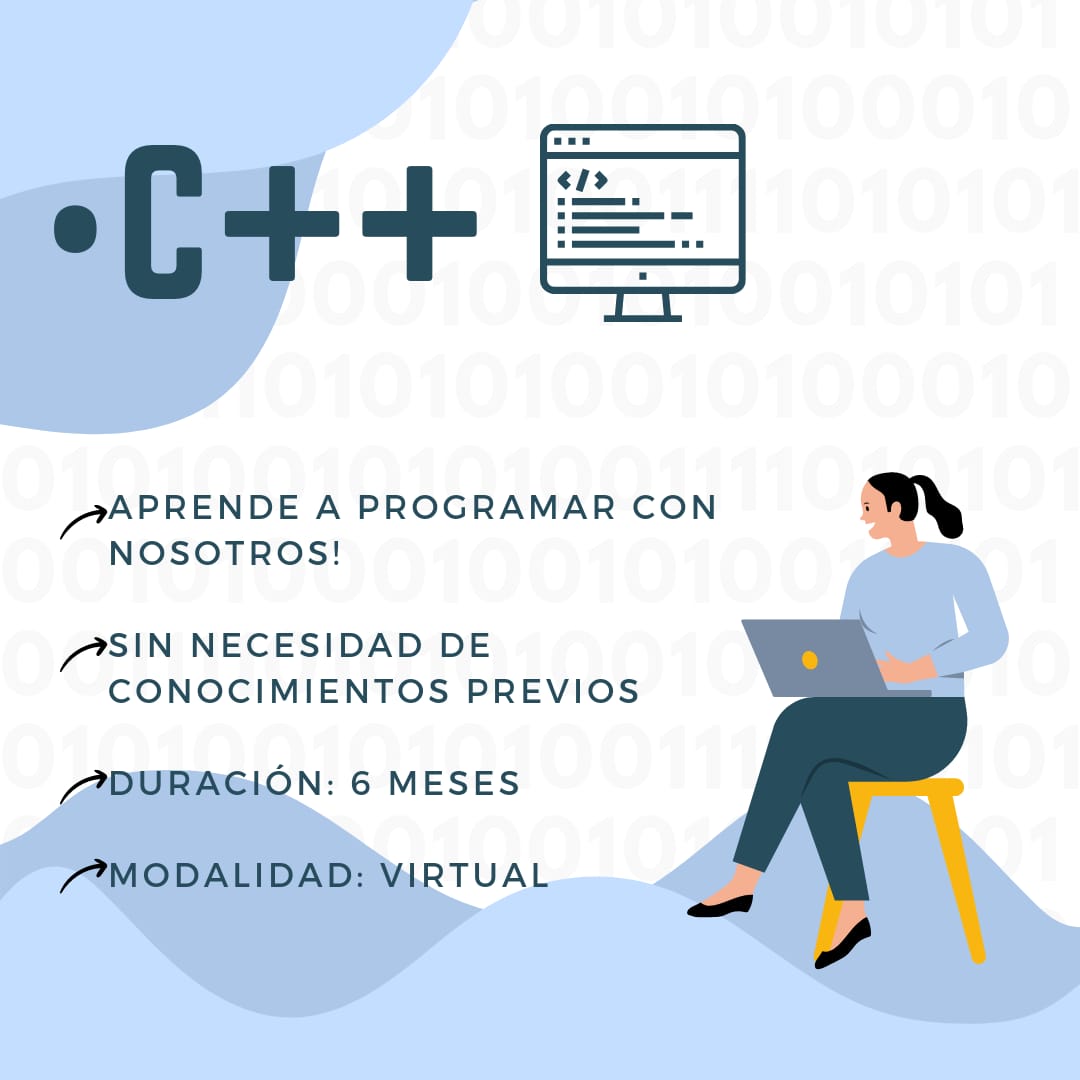 •C++
</>
APRENDE A PROGRAMAR CON
NOSOTROS!
SIN NECESIDAD DE
CONOCIMIENTOS PREVIOS
DURACIÓN: 6 MESES
MODALIDAD: VIRTUAL